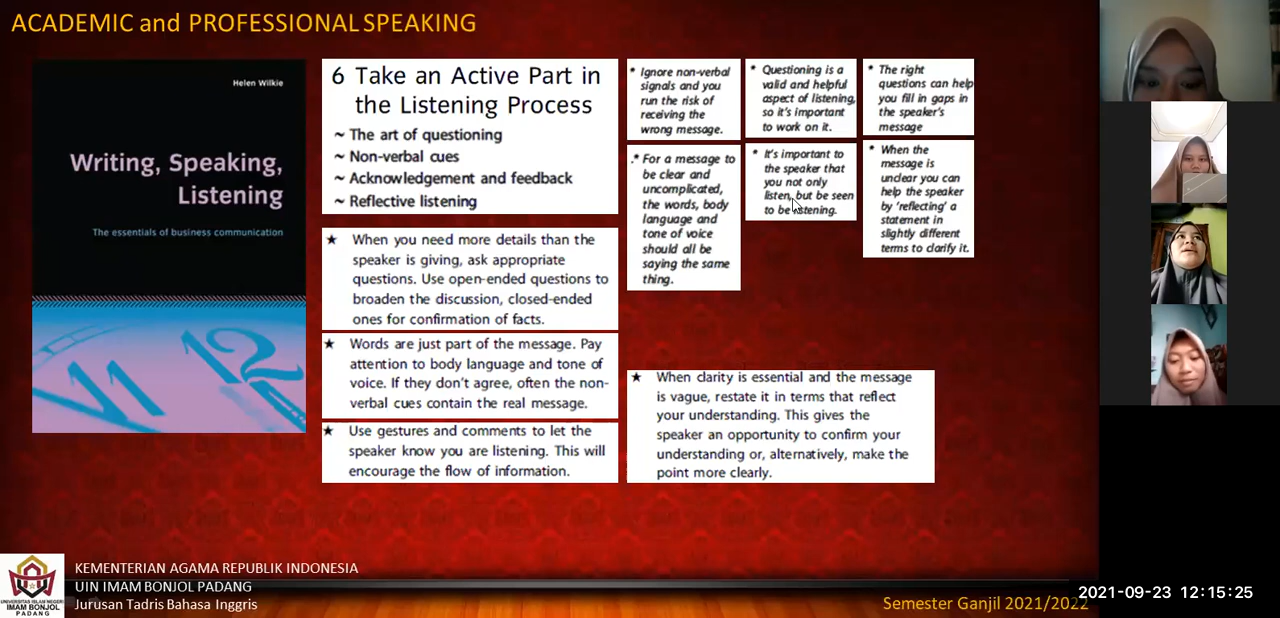 ACADEMIC and PROFESSIONAL SPEAKING
Helen Wilkie
Writing, Speaking,
Listening
The essentials of business communication
6 Take an Active Part in
the Listening Process
~ The art of questioning
~ Non-verbal cues
~ Acknowledgement and feedback
~ Reflective listening
★ When you need more details than the
speaker is giving, ask appropriate
questions. Use open-ended questions to
broaden the discussion, closed-ended
ones for confirmation of facts.
★ Words are just part of the message. Pay
attention to body language and tone of
voice. If they don't agree, often the non-
verbal cues contain the real message.
★ Use gestures and comments to let the
speaker know you are listening. This will
encourage the flow of information.
* Ignore non-verbal
signals and you
run the risk of
receiving the
wrong message.
* Questioning is a
valid and helpful
aspect of listening,
so it's important
to work on it.
* The right
questions can help
you fill in gaps in
the speaker's
message
.* For a message to
be clear and
uncomplicated,
the words, body
language and
tone of voice
should all be
saying the same
thing.
* It's important to
the speaker that
you not only
listen, but be seen
to be listening.
* When the
message is
unclear you can
help the speaker
by 'reflecting' a
statement in
slightly different
terms to clarify it.
★ When clarity is essential and the message
is vague, restate it in terms that reflect
your understanding. This gives the
speaker an opportunity to confirm your
understanding or, alternatively, make the
point more clearly.
UNIVERSITAS ISLAM NEGERI
IMAM BONJOL
PADANG
KEMENTERIAN AGAMA REPUBLIK INDONESIA
UIN IMAM BONJOL PADANG
Jurusan Tadris Bahasa Inggris
Semester Ganjil 2021/2022
2021-09-23 12:15:25